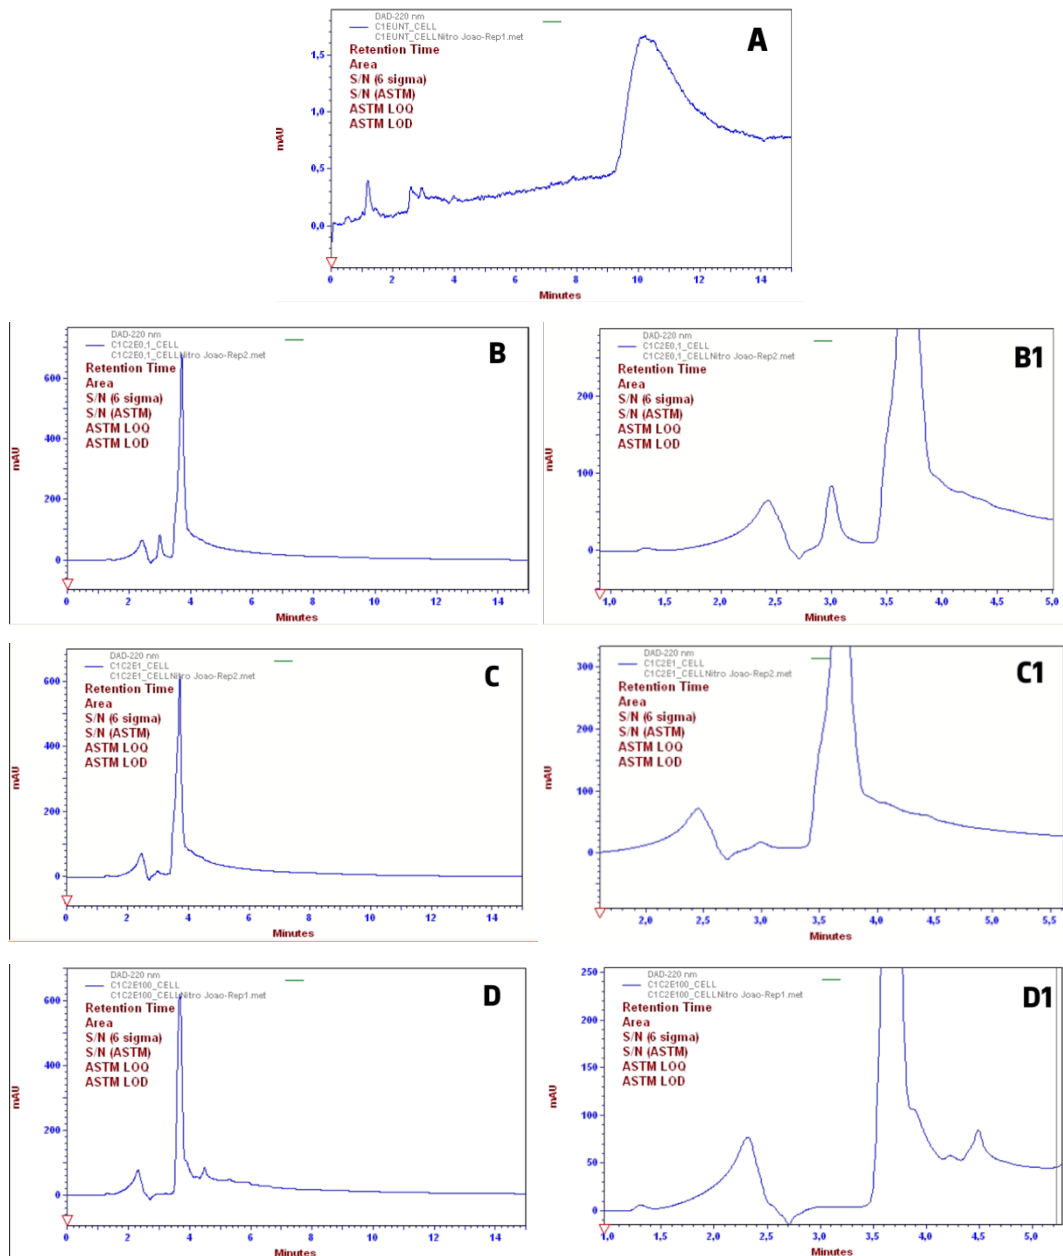 DAD-220 nm
C1EUNT_CELL
C1EUNT_CELLNitro Joao-Rep1.met
Retention Time
Area
S/N (6 sigma)
S/N (ASTM)
ASTM LOQ
ASTM LOD
A
mAU
1,5
1,0
0,5
0,0
0 2 4 6 8 10 12 14
Minutes
DAD-220 nm
C1C2E0,1_CELL
C1C2E0,1_CELLNitro Joao-Rep2.met
Retention Time
Area
S/N (6 sigma)
S/N (ASTM)
ASTM LOQ
ASTM LOD
B
mAU
600
400
200
0
0 2 4 6 8 10 12 14
Minutes
DAD-220 nm
C1C2E0,1_CELL
C1C2E0,1_CELLNitro Joao-Rep2.met
Retention Time
Area
S/N (6 sigma)
S/N (ASTM)
ASTM LOQ
ASTM LOD
B1
mAU
200
100
0
1,0 1,5 2,0 2,5 3,0 3,5 4,0 4,5 5,0
Minutes
DAD-220 nm
C1C2E1_CELL
C1C2E1_CELLNitro Joao-Rep2.met
Retention Time
Area
S/N (6 sigma)
S/N (ASTM)
ASTM LOQ
ASTM LOD
C
mAU
600
400
200
0
0 2 4 6 8 10 12 14
Minutes
DAD-220 nm
C1C2E1_CELL
C1C2E1_CELLNitro Joao-Rep2.met
Retention Time
Area
S/N (6 sigma)
S/N (ASTM)
ASTM LOQ
ASTM LOD
C1
mAU
300
200
100
0
2,0 2,5 3,0 3,5 4,0 4,5 5,0 5,5
Minutes
DAD-220 nm
C1C2E100_CELL
C1C2E100_CELLNitro Joao-Rep1.met
Retention Time
Area
S/N (6 sigma)
S/N (ASTM)
ASTM LOQ
ASTM LOD
D
mAU
600
400
200
0
0 2 4 6 8 10 12 14
Minutes
DAD-220 nm
C1C2E100_CELL
C1C2E100_CELLNitro Joao-Rep1.met
Retention Time
Area
S/N (6 sigma)
S/N (ASTM)
ASTM LOQ
ASTM LOD
D1
mAU
250
200
150
100
50
0
1,0 1,5 2,0 2,5 3,0 3,5 4,0 4,5 5,0
Minutes